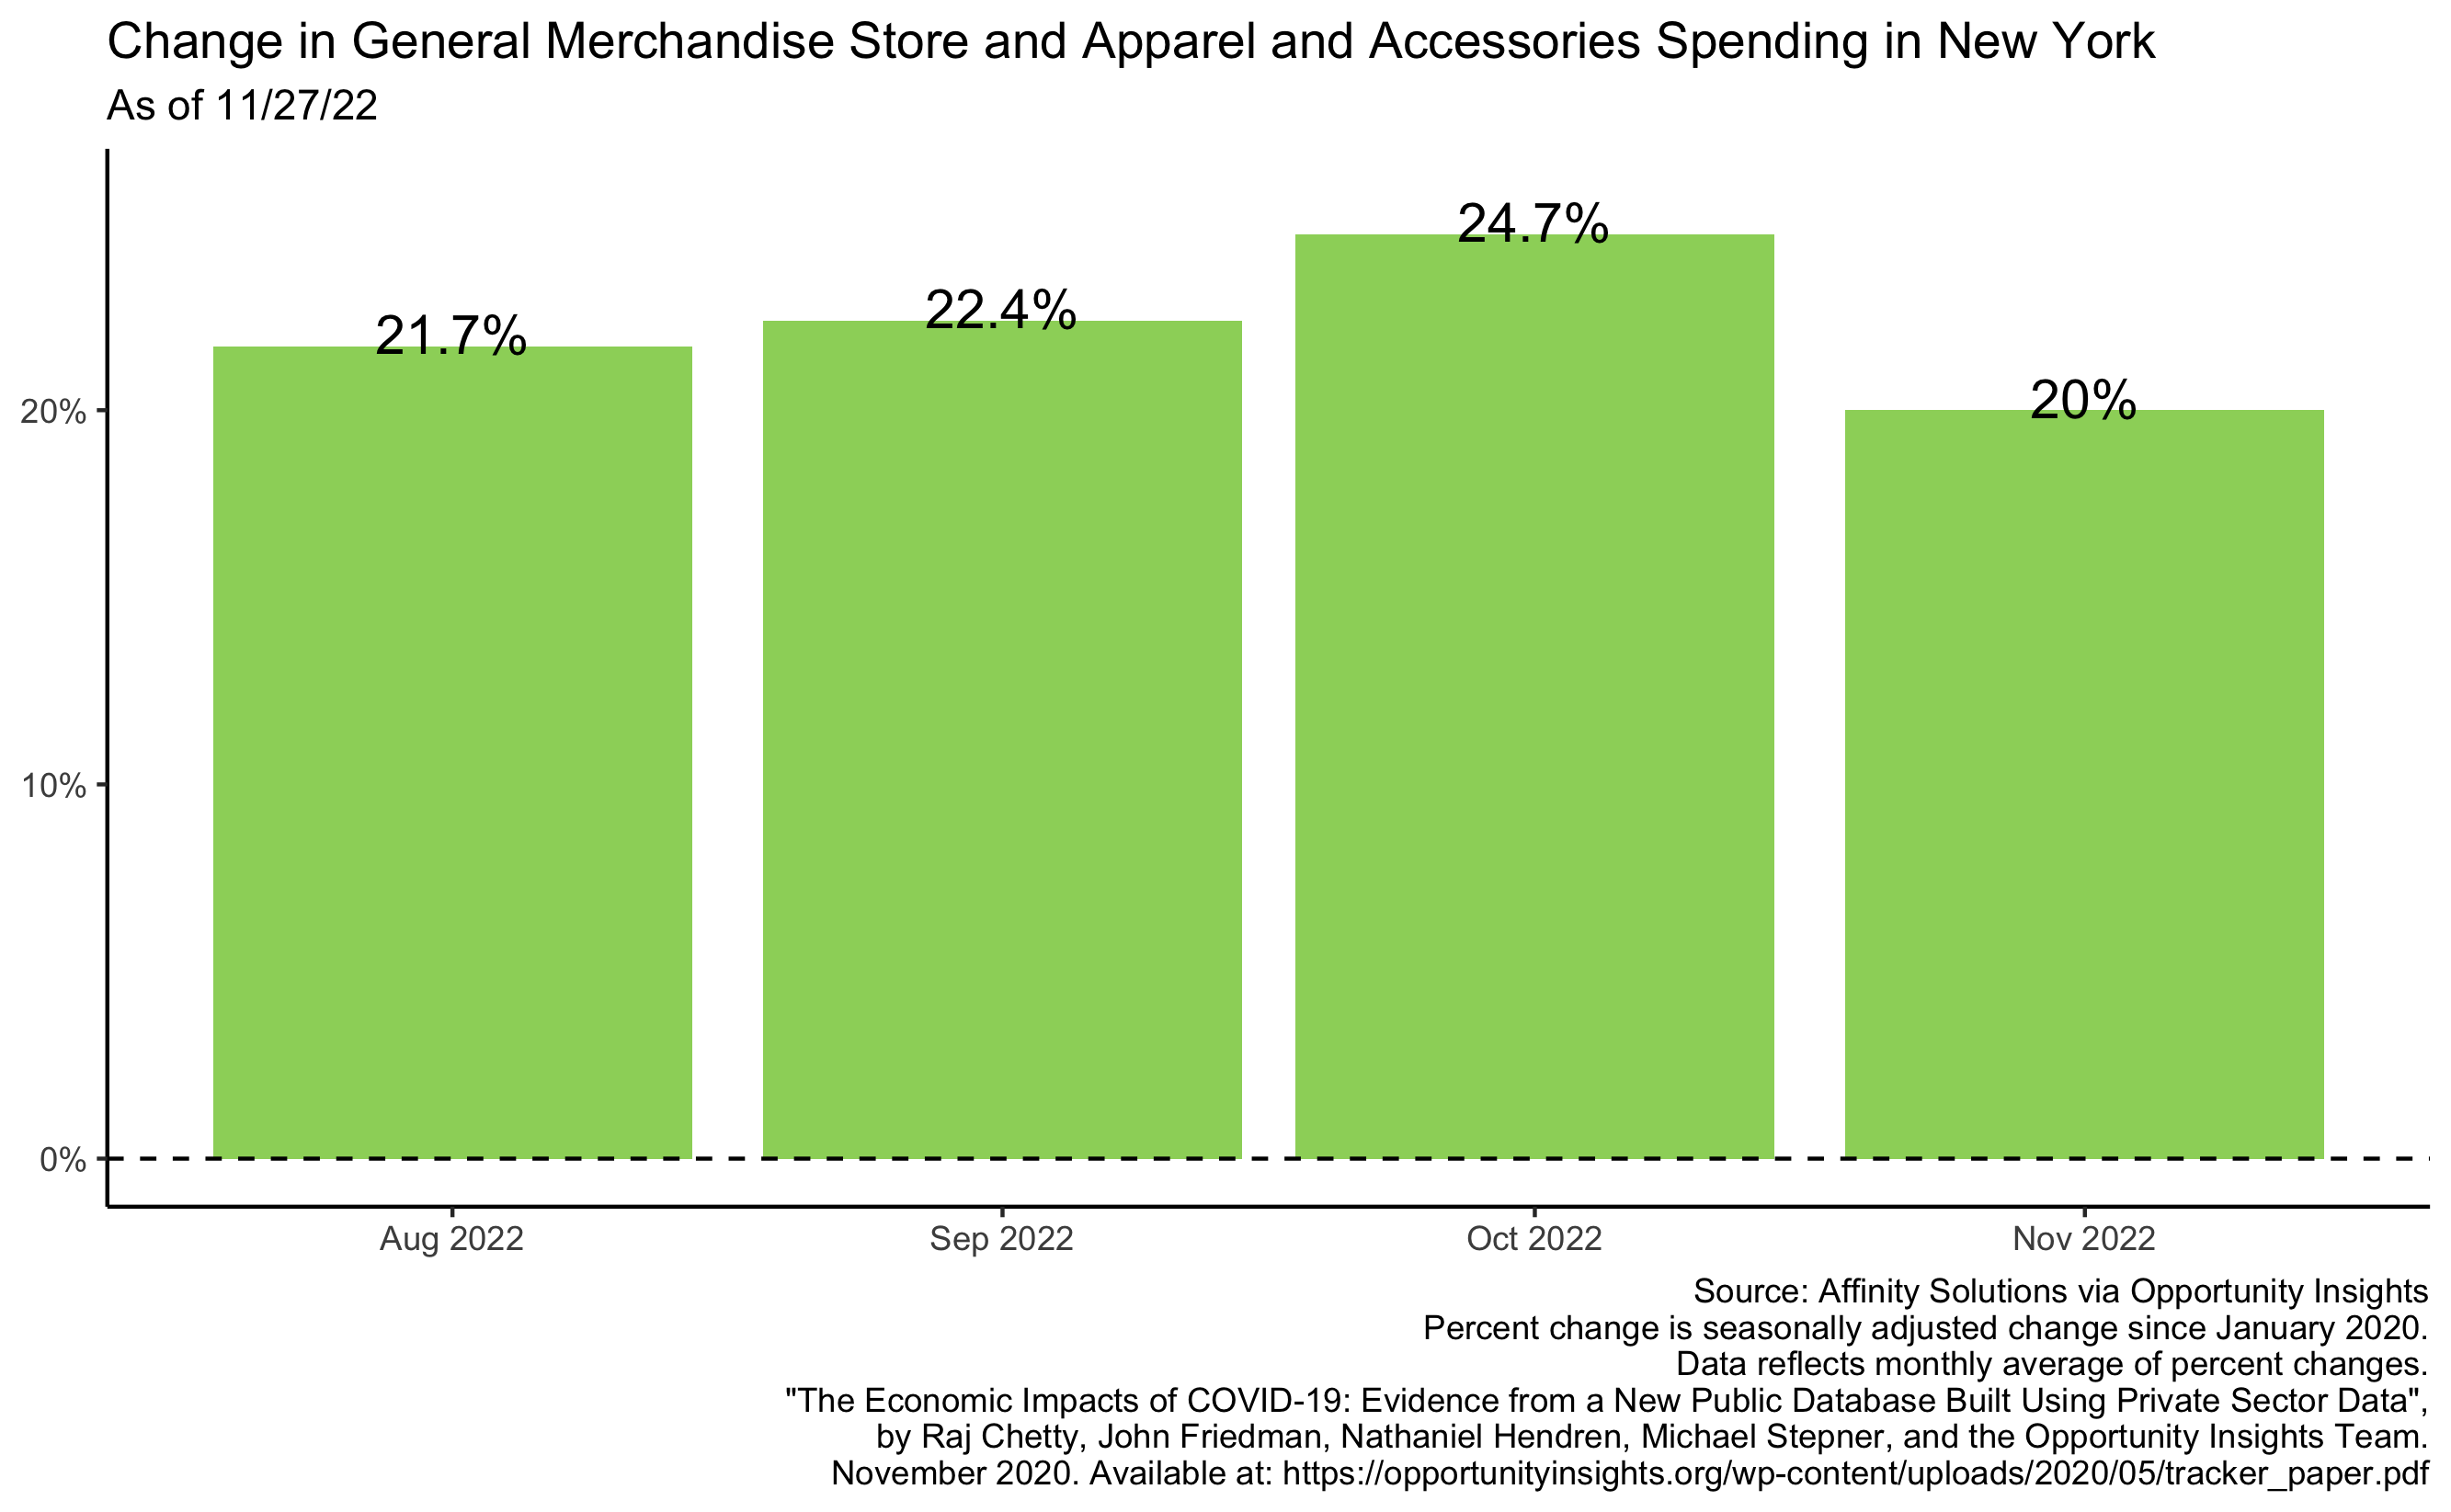 Change in General Merchandise Store and Apparel and Accessories Spending in New York
As of 11/27/22
24.7%
22.4%
21.7%
20%
20%
10%
0%
Aug 2022
Sep 2022
Oct 2022
Nov 2022
Source: Affinity Solutions via Opportunity Insights
Percent change is seasonally adjusted change since January 2020.
Data reflects monthly average of percent changes.
"The Economic Impacts of COVID-19: Evidence from a New Public Database Built Using Private Sector Data",
by Raj Chetty, John Friedman, Nathaniel Hendren, Michael Stepner, and the Opportunity Insights Team.
November 2020. Available at: https://opportunityinsights.org/wp-content/uploads/2020/05/tracker_paper.pdf